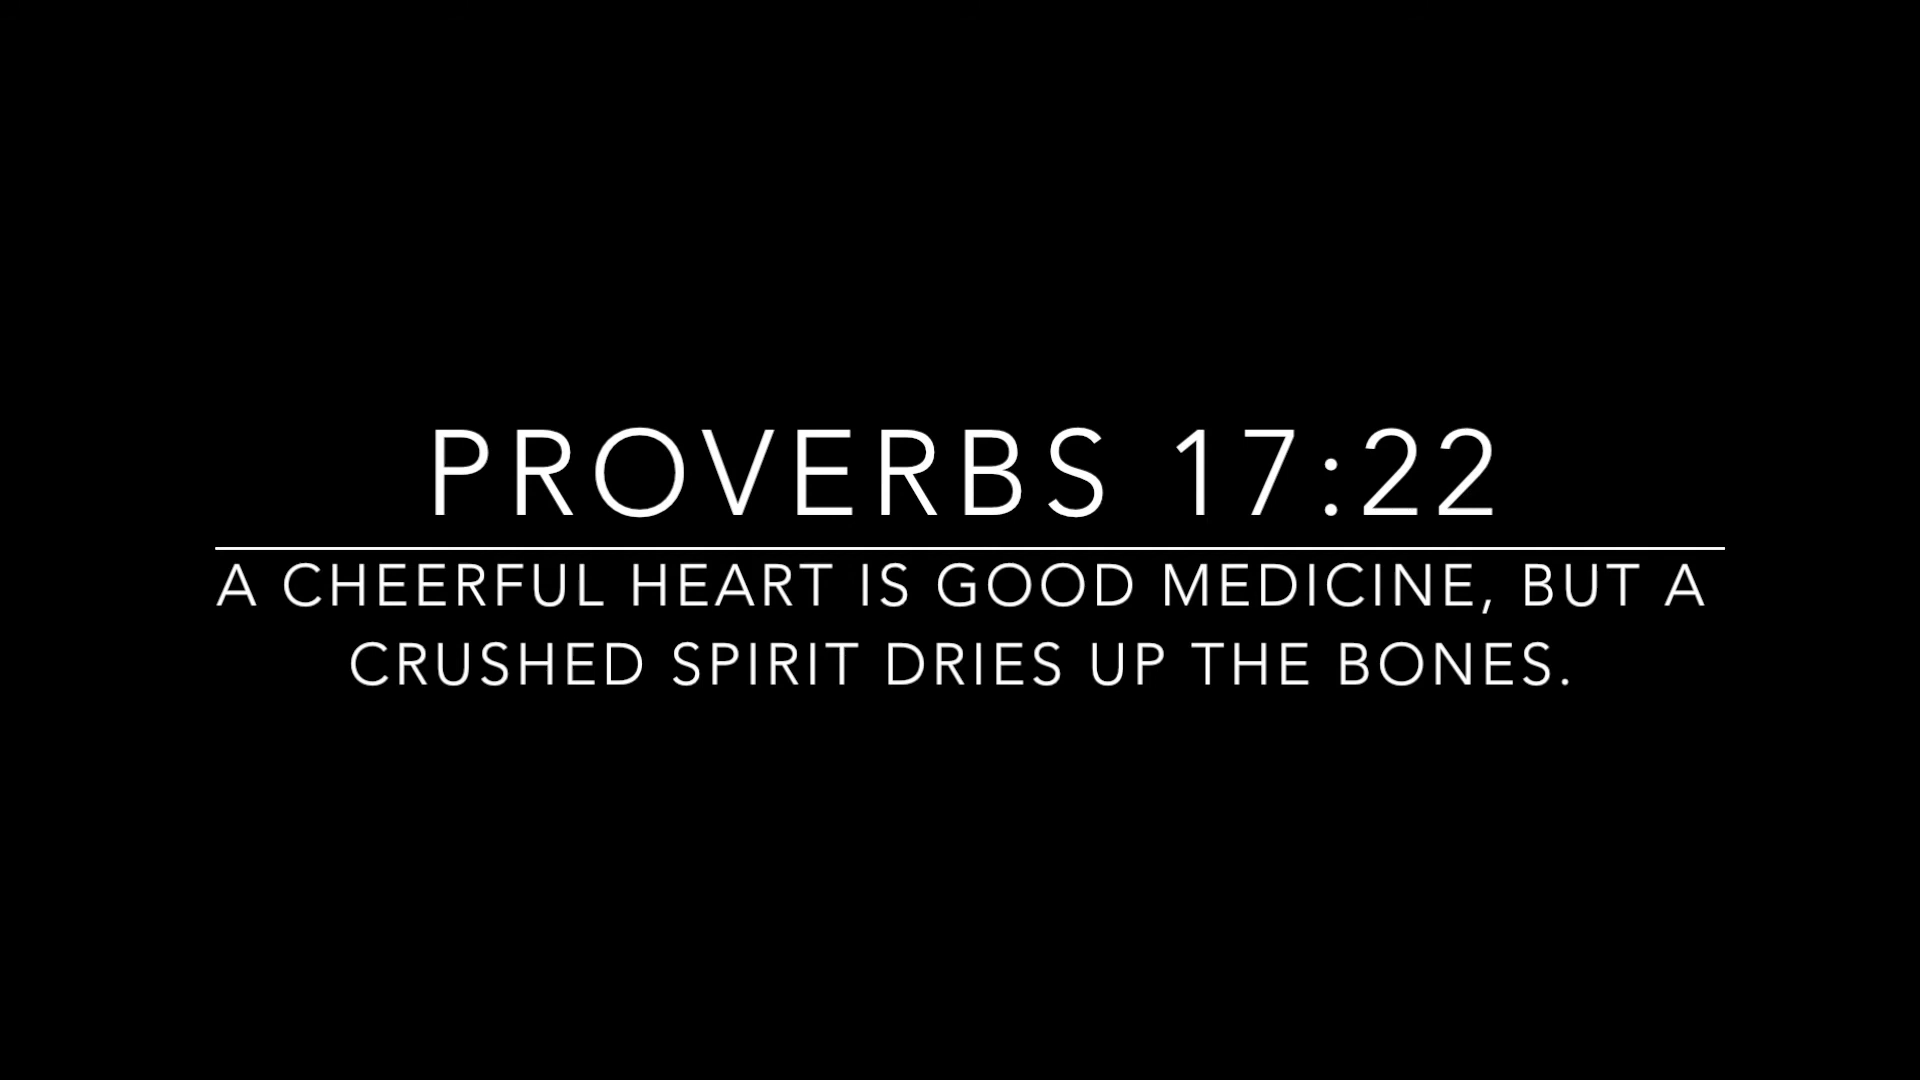 PROVERBS 17:22
A CHEERFUL HEART IS GOOD MEDICINE, BUT A
CRUSHED SPIRIT DRIES UP THE BONES.